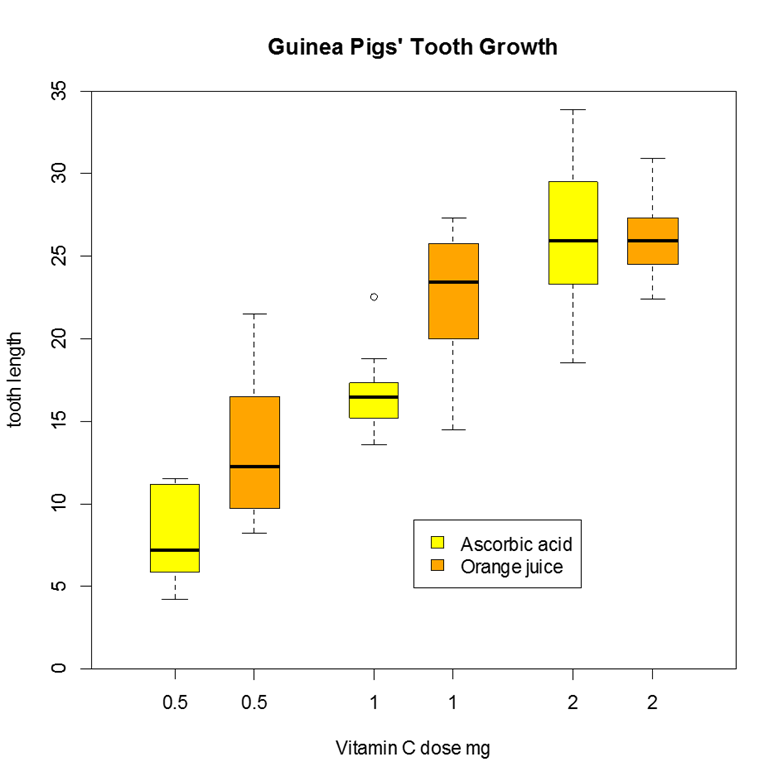 Guinea Pigs' Tooth Growth
35
30
25
20
15
10
5
0
tooth length
Ascorbic acid
Orange juice
0.5 0.5 1 1 2 2
Vitamin C dose mg